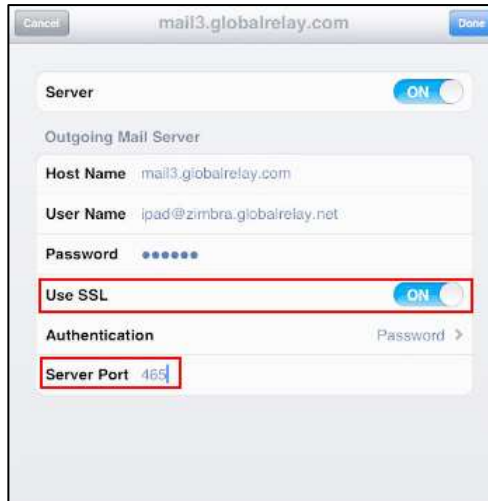 Cancel mail3.globalrelay.com Done
Server ON
Outgoing Mail Server
Host Name mail3.globalrelay.com
User Name ipad@zimbra.globalrelay.net
Password ••••••
Use SSL ON
Authentication Password >
Server Port 465